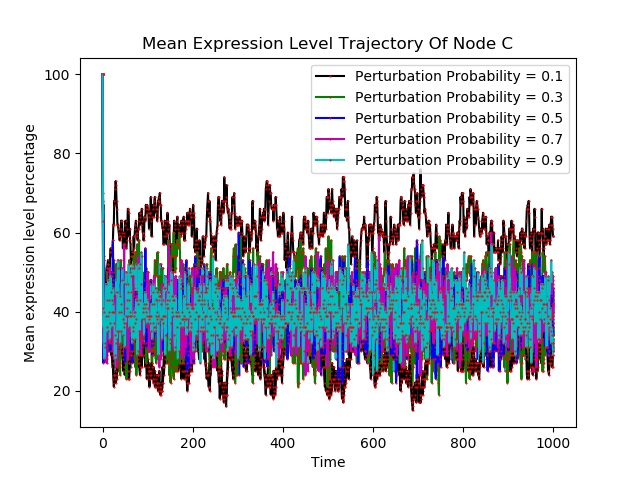 Mean Expression Level Trajectory Of Node C
Perturbation Probability = 0.1
Perturbation Probability = 0.3
Perturbation Probability = 0.5
Perturbation Probability = 0.7
Perturbation Probability = 0.9
Mean expression level percentage
100
80
60
40
20
0 200 400 600 800 1000
Time